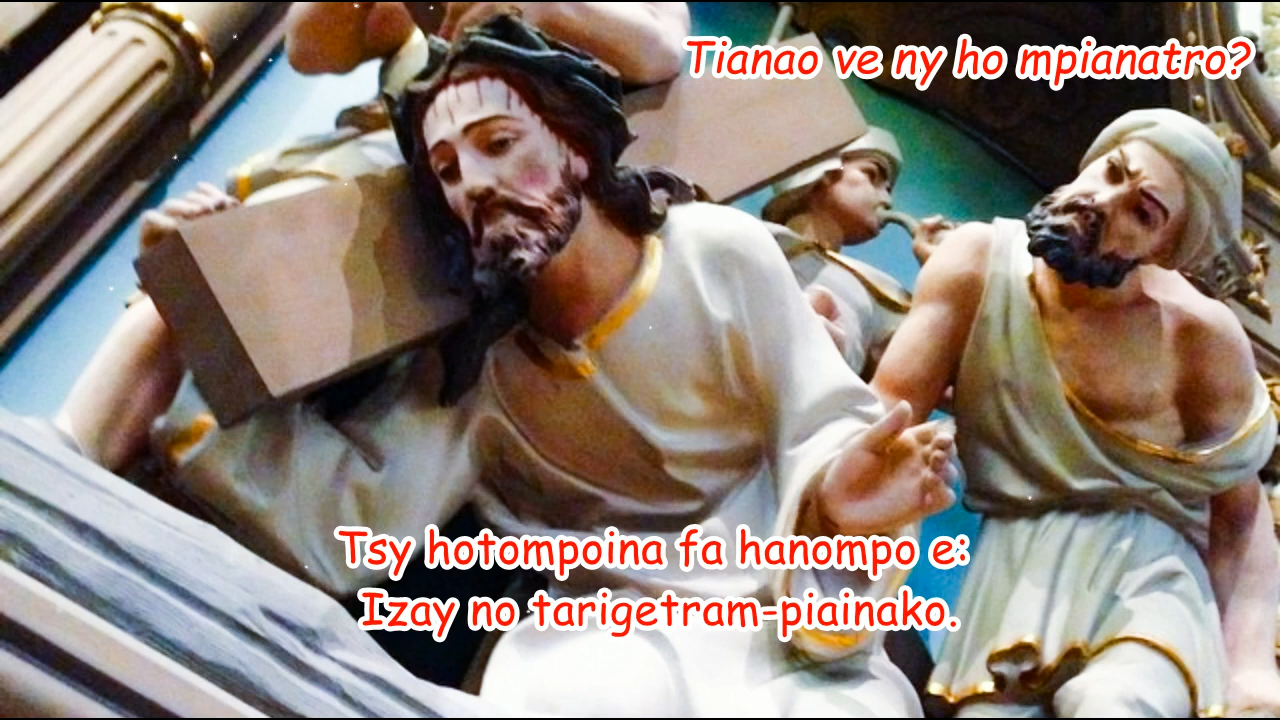 Tianao ve ny ho mpianatro?
Tsy hotompoina fa hanompo e:
Izay no tarigetram-piainako.